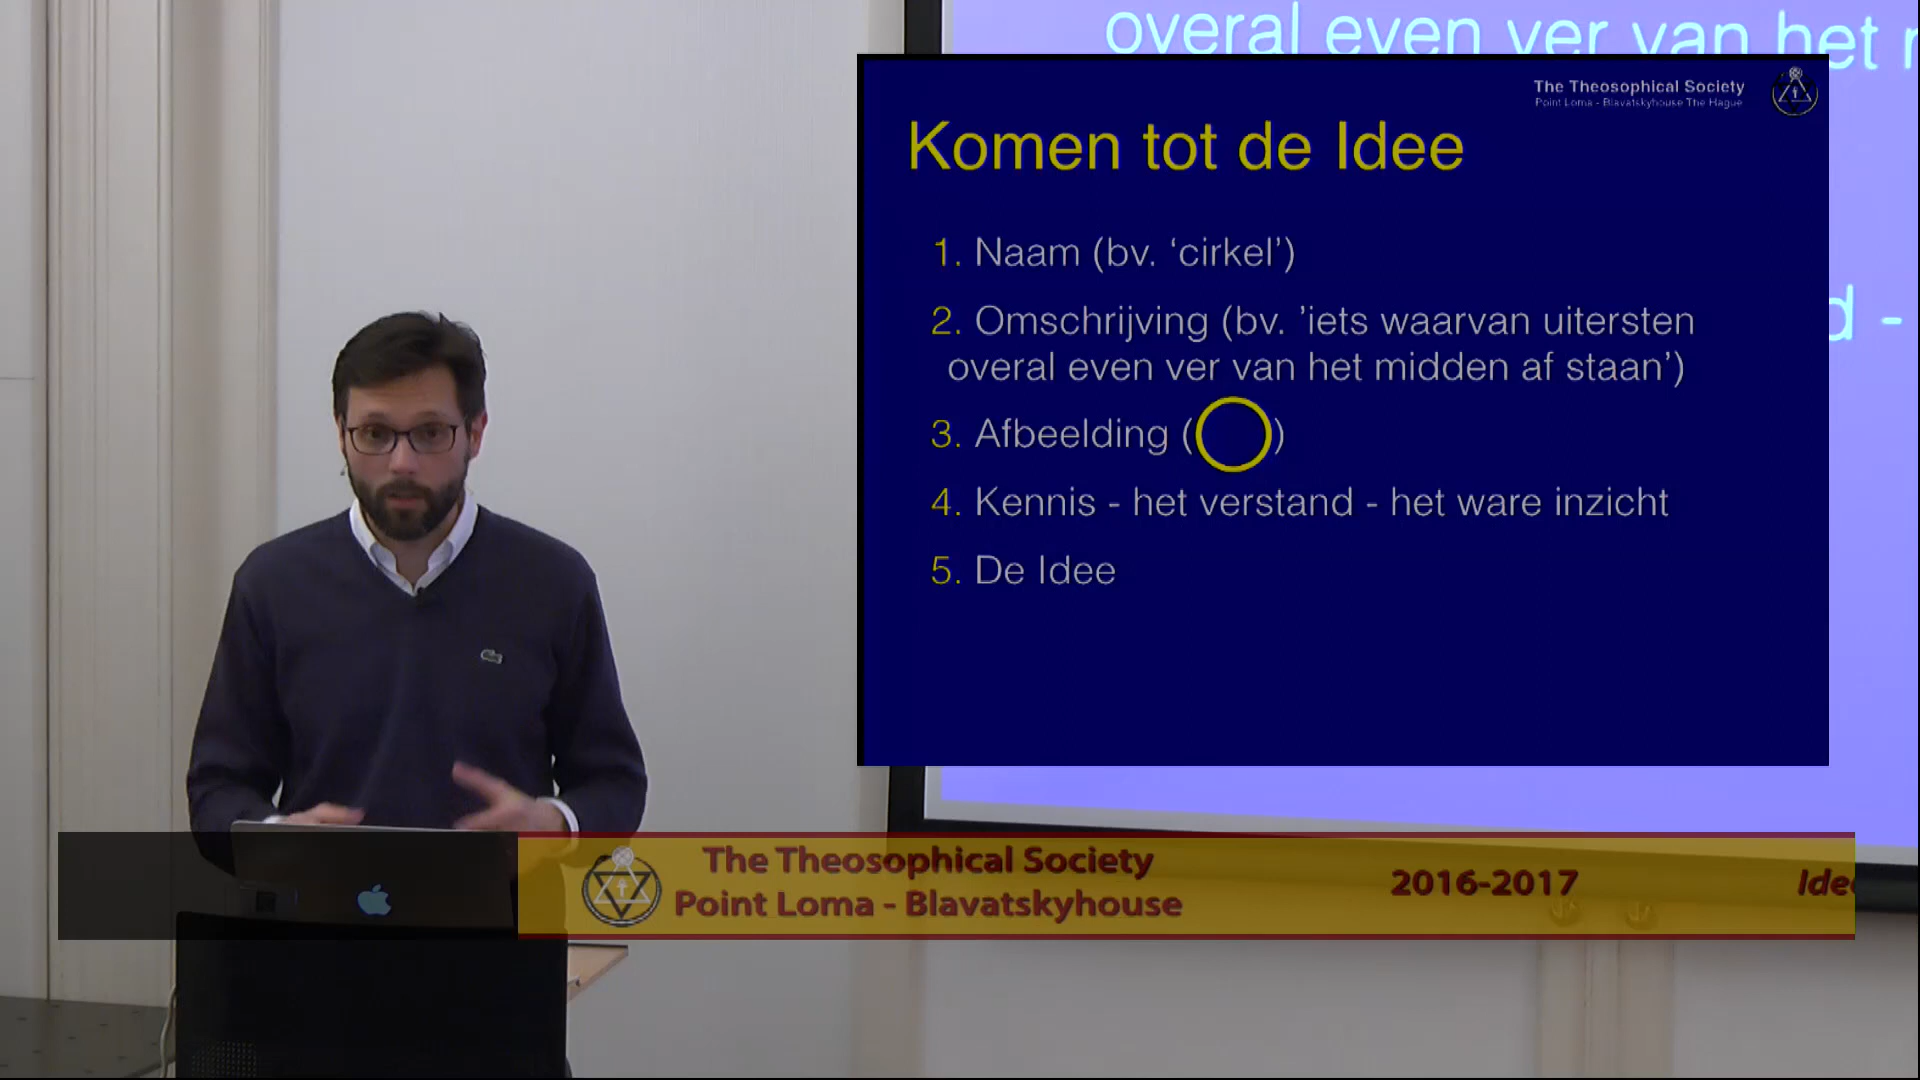 overal even ver van het
The Theosophical Society
Point Loma - Blavatskyhouse The Hague
Komen tot de Idee
1. Naam (bv. ‘cirkel’)
2. Omschrijving (bv. ’iets waarvan uitersten
overal even ver van het midden af staan’)
d -
3. Afbeelding ( )
4. Kennis - het verstand - het ware inzicht
5. De Idee
The Theosophical Society
Point Loma - Blavatskyhouse
2016-2017